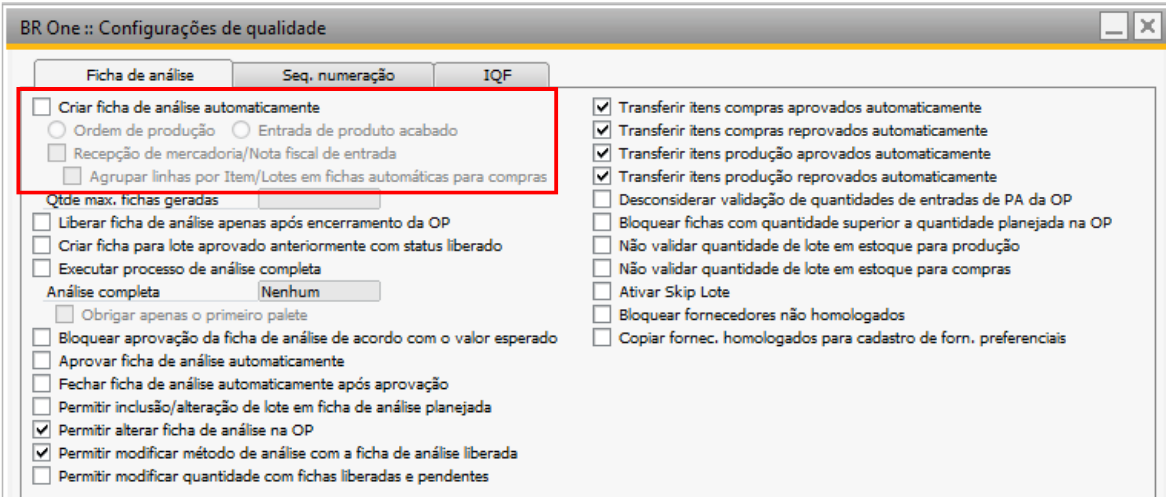 BR One :: Configurações de qualidade
Ficha de análise
Seq. numeração
IQF
Criar ficha de análise automaticamente
Ordem de produção
Entrada de produto acabado
Recepção de mercadoria/Nota fiscal de entrada
Agrupar linhas por Item/Lotes em fichas automáticas para compras
Qtde max. fichas geradas
Liberar ficha de análise apenas após encerramento da OP
Criar ficha para lote aprovado anteriormente com status liberado
Executar processo de análise completa
Análise completa
Nenhum
Obrigar apenas o primeiro palete
Bloquear aprovação da ficha de análise de acordo com o valor esperado
Aprovar ficha de análise automaticamente
Fechar ficha de análise automaticamente após aprovação
Permitir inclusão/alteração de lote em ficha de análise planejada
Permitir alterar ficha de análise na OP
Permitir modificar método de análise com a ficha de análise liberada
Permitir modificar quantidade com fichas liberadas e pendentes
Transferir itens compras aprovados automaticamente
Transferir itens compras reprovados automaticamente
Transferir itens produção aprovados automaticamente
Transferir itens produção reprovados automaticamente
Desconsiderar validação de quantidades de entradas de PA da OP
Bloquear fichas com quantidade superior a quantidade planejada na OP
Não validar quantidade de lote em estoque para produção
Não validar quantidade de lote em estoque para compras
Ativar Skip Lote
Bloquear fornecedores não homologados
Copiar fornec. homologados para cadastro de forn. preferenciais